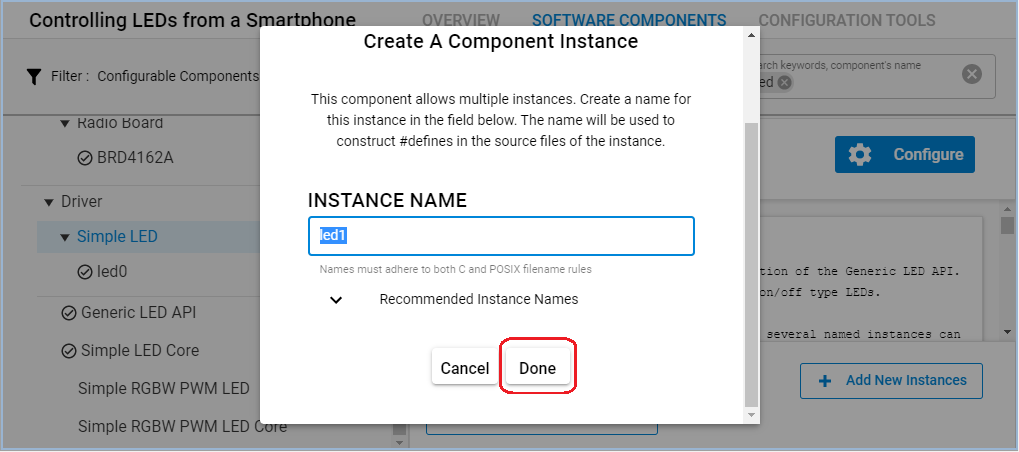 Controlling LEDs from a Smartphone
OVERVIEW
SOFTWARE COMPONENTS
CONFIGURATION TOOLS
Filter : Configurable Components
arch keywords, component's name
ed
Radio Board
BRD4162A
Driver
Simple LED
led0
Generic LED API
Simple LED Core
Simple RGBW PWM LED
Simple RGBW PWM LED Core
Create A Component Instance
This component allows multiple instances. Create a name for
this instance in the field below. The name will be used to
construct #defines in the source files of the instance.
INSTANCE NAME
led1
Names must adhere to both C and POSIX filename rules
Recommended Instance Names
Cancel
Done
Configure
tion of the Generic LED API.
on/off type LEDs.
several named instances can
+ Add New Instances